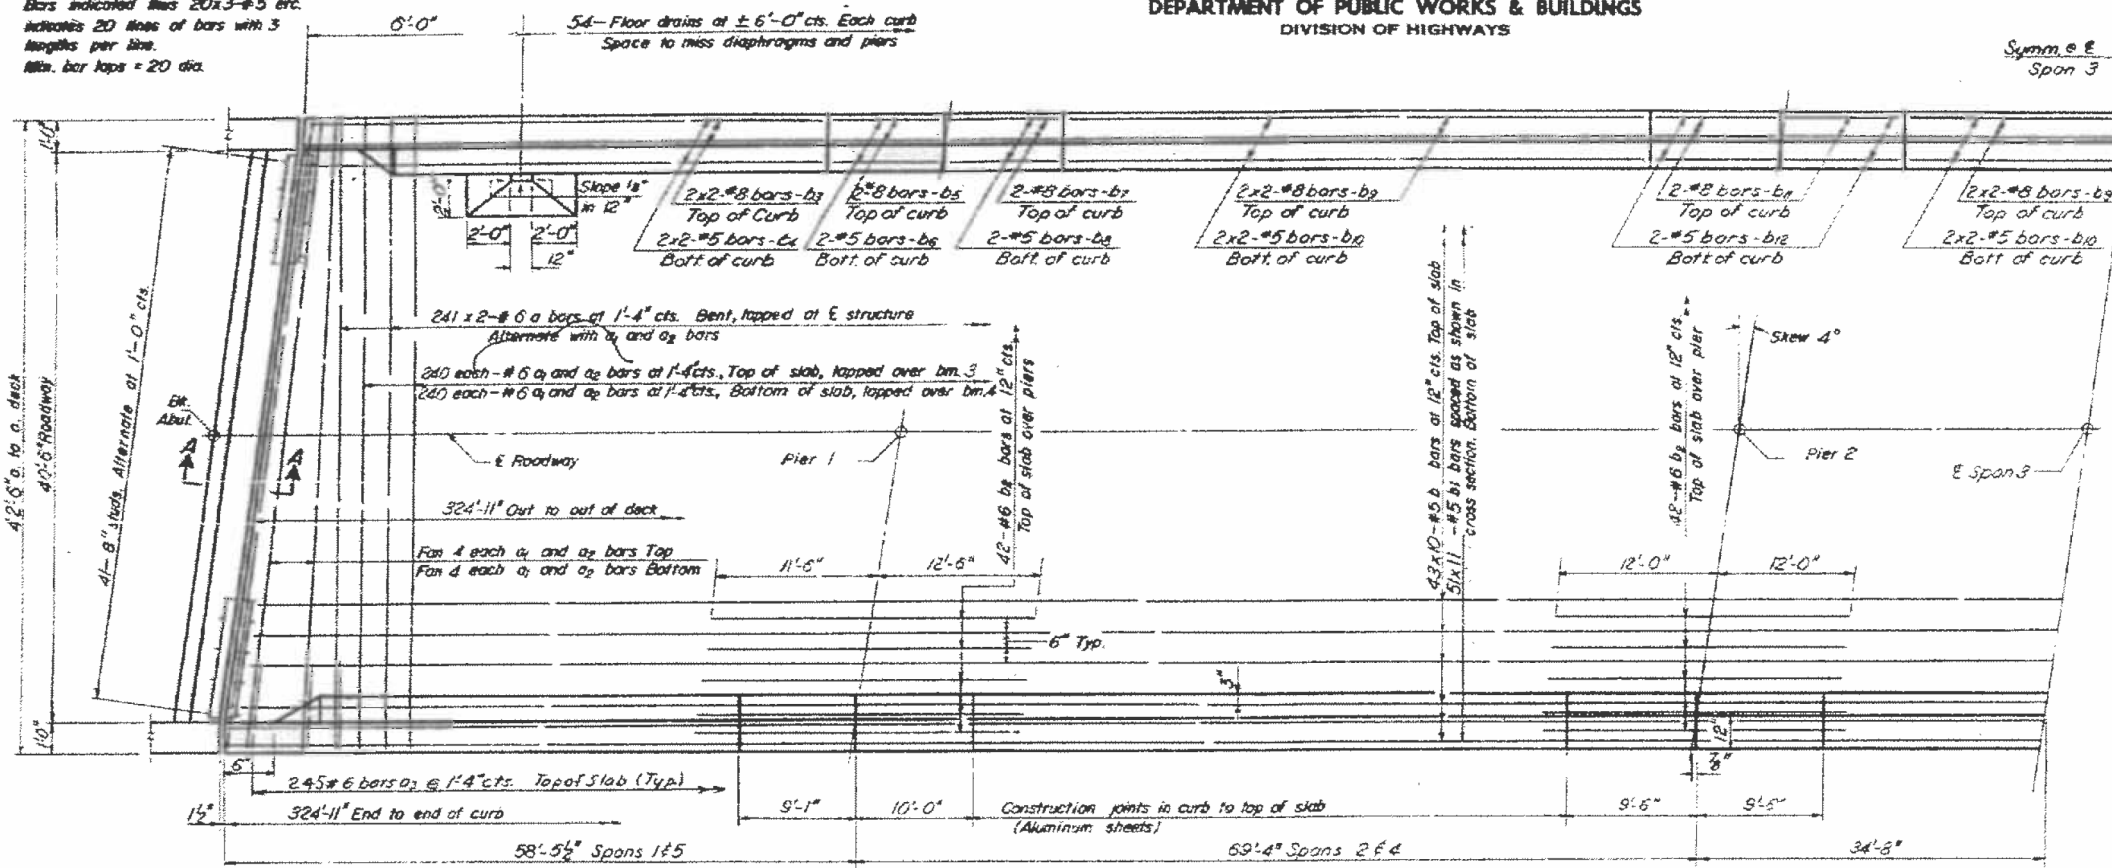 Bars indicated thus 20x3-#5 etc.
indicates 20 lines of bars with 3
lengths per line.
Min. bar laps = 20 dia.
6'-0"
54-Floor drains at ± 6'-0" cts. Each curb
Space to miss diaphragms and piers
DEPARTMENT OF PUBLIC WORKS & BUILDINGS
DIVISION OF HIGHWAYS
Symm. @ ℄
Span 3
Slope 1/8"
in 12"
2'-0"
2'-0"
2'-0"
12"
2x2-#8 bars-b3
Top of Curb
2x2-#5 bars-b4
Bott. of curb
2-#8 bars-b5
Top of curb
2-#5 bars-b6
Bott. of curb
2-#8 bars-b7
Top of curb
2-#5 bars-b8
Bott. of curb
2x2-#8 bars-b9
Top of curb
2x2-#5 bars-b10
Bott. of curb
2-#8 bars-b11
Top of curb
2-#5 bars-b12
Bott of curb
2x2-#8 bars-b9
Top of curb
2x2-#5 bars-b10
Bott of curb
42'-6" o. to o. deck
40'-6" Roadway
1'-0"
1'-0"
41-8" studs. Alternate at 1'-0" cts.
241 x 2-#6 a bars at 1'-4" cts. Bent, lapped at ℄ structure
Alternate with a1 and a2 bars
240 each-#6 a1 and a2 bars at 1'-4" cts., Top of slab, lapped over bm. 3
240 each-#6 a1 and a2 bars at 1'-4" cts., Bottom of slab, lapped over bm. 4
Bk.
Abut.
A
A
℄ Roadway
Pier 1
42-#6 b2 bars at 12" cts.
Top of slab over piers
43x10-#5 b bars at 12" cts. Top of slab
51x11-#5 b1 bars spaced as shown in
cross section. Bottom of slab
42-#6 b2 bars at 12" cts.
Top of slab over pier
Skew 4°
Pier 2
℄ Span 3
324'-11" Out to out of deck
Fan 4 each a1 and a2 bars Top
Fan 4 each a1 and a2 bars Bottom
11'-6"
12'-6"
12'-0"
12'-0"
6" Typ.
3"
12"
7/8"
6"
245 #6 bars a3 @ 1'-4" cts. Top of Slab (Typ.)
1½"
324'-11" End to end of curb
9'-1"
10'-0"
Construction joints in curb to top of slab
(Aluminum sheets)
9'-6"
9'-6"
58'-5½" Spans 1 & 5
69'-4" Spans 2 & 4
34'-8"